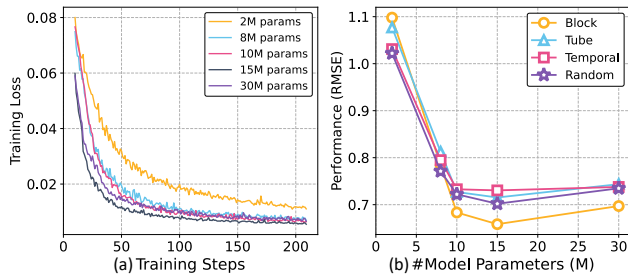 0.08
0.06
0.04
0.02
Training Loss
2M params
8M params
10M params
15M params
30M params
0 50 100 150 200
(a) Training Steps
1.1
1.0
0.9
0.8
0.7
Performance (RMSE)
Block
Tube
Temporal
Random
0 5 10 15 20 25 30
(b) #Model Parameters (M)